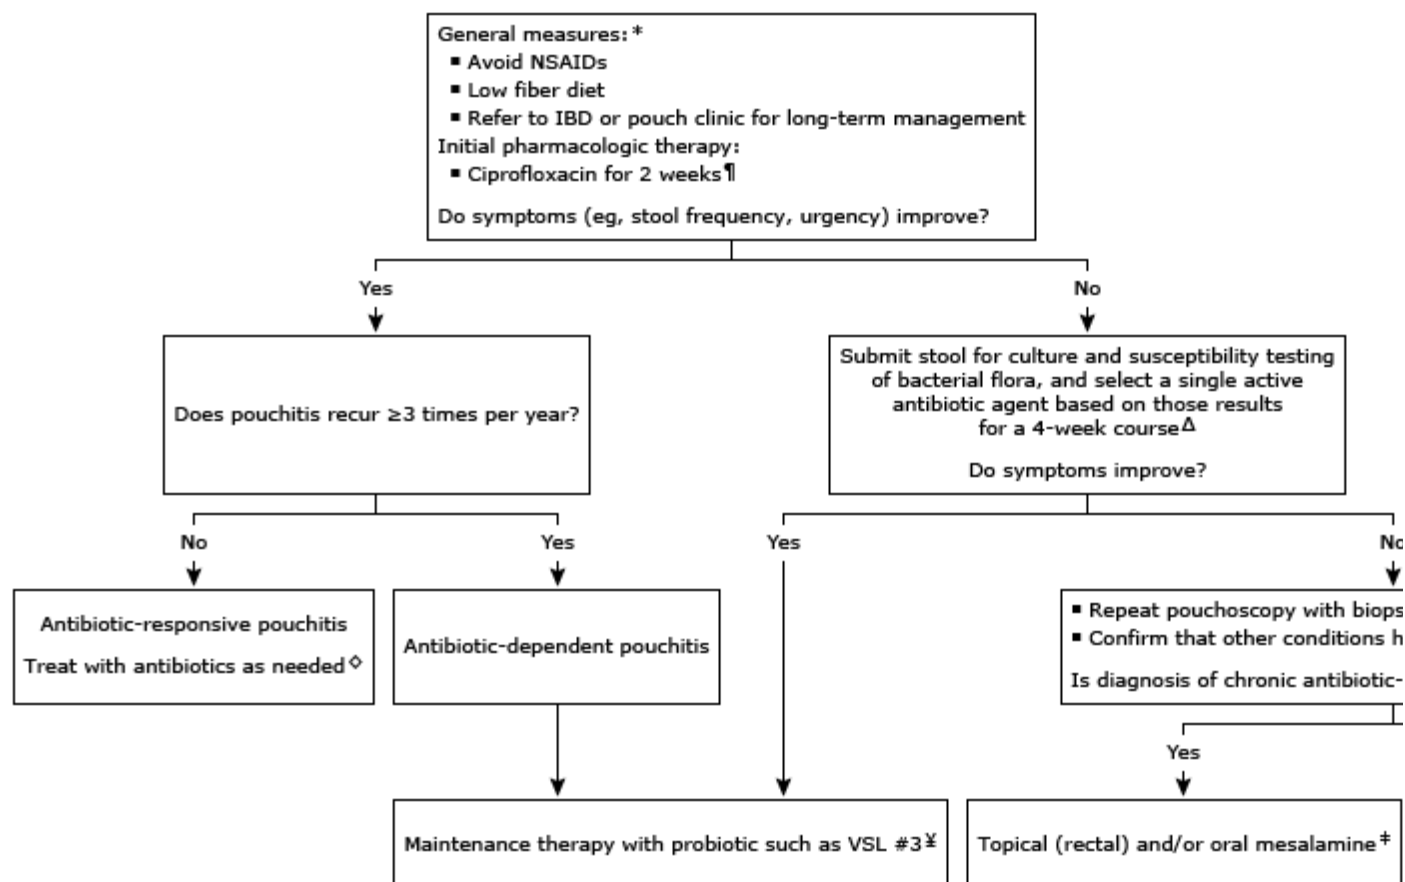 General measures:*
▪ Avoid NSAIDs
▪ Low fiber diet
▪ Refer to IBD or pouch clinic for long-term management
Initial pharmacologic therapy:
▪ Ciprofloxacin for 2 weeks¶
Do symptoms (eg, stool frequency, urgency) improve?
Yes
No
Does pouchitis recur ≥3 times per year?
Submit stool for culture and susceptibility testing
of bacterial flora, and select a single active
antibiotic agent based on those results
for a 4-week courseΔ
Do symptoms improve?
No
Yes
Yes
No
Antibiotic-responsive pouchitis
Treat with antibiotics as needed◇
Antibiotic-dependent pouchitis
▪ Repeat pouchoscopy with
▪ Confirm that other conditions
Is diagnosis of chronic antibiotic-
Yes
Maintenance therapy with probiotic such as VSL #3¥
Topical (rectal) and/or oral mesalamine‡